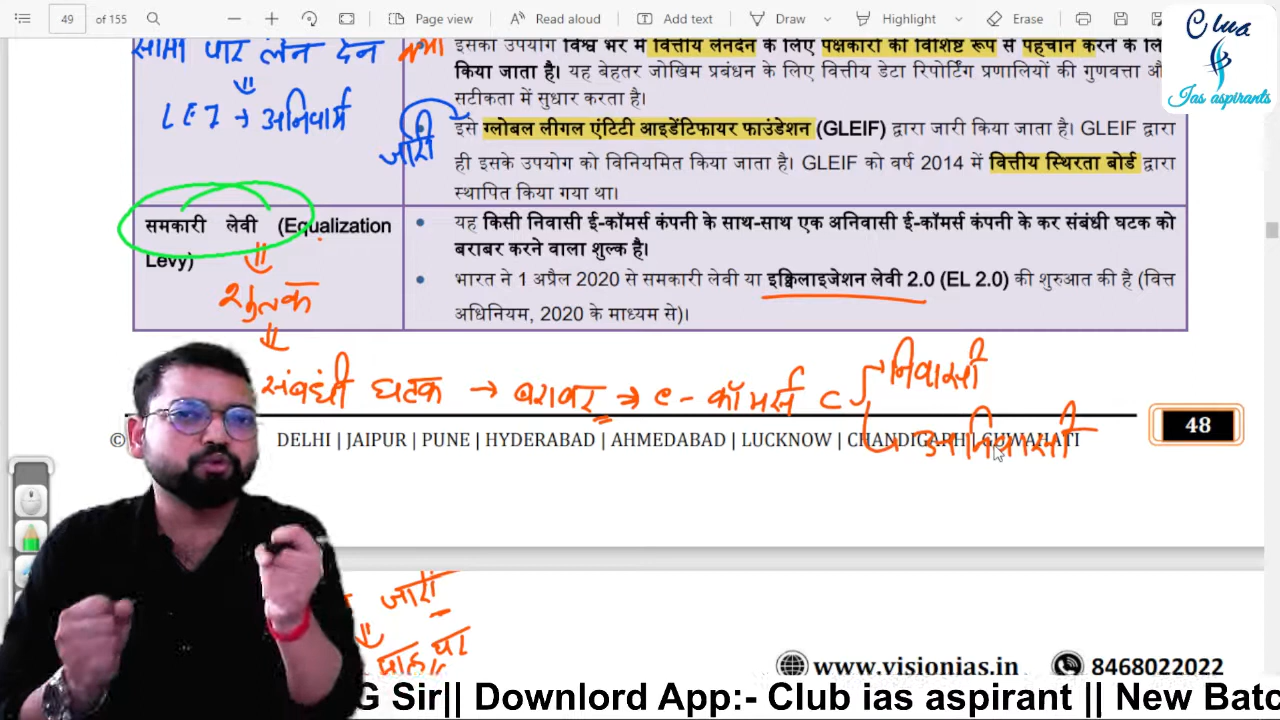 49 of 155
Page view
Read aloud
Add text
Draw
Highlight
Erase
Club
Ias aspirants
सीमा पार लेन देन
LEI → अनिवार्य
इसका उपयोग विश्व भर में वित्तीय लेनदेन के लिए पक्षकारों की विशिष्ट रूप से पहचान करने के लि
किया जाता है। यह बेहतर जोखिम प्रबंधन के लिए वित्तीय डेटा रिपोर्टिंग प्रणालियों की गुणवत्ता औ
सटीकता में सुधार करता है।
जारी
इसे ग्लोबल लीगल एंटिटी आइडेंटिफायर फाउंडेशन (GLEIF) द्वारा जारी किया जाता है। GLEIF द्वारा
ही इसके उपयोग को विनियमित किया जाता है। GLEIF को वर्ष 2014 में वित्तीय स्थिरता बोर्ड द्वारा
स्थापित किया गया था।
समकारी लेवी (Equalization
Levy)
शुल्क
• यह किसी निवासी ई-कॉमर्स कंपनी के साथ-साथ एक अनिवासी ई-कॉमर्स कंपनी के कर संबंधी घटक को
बराबर करने वाला शुल्क है।
• भारत ने 1 अप्रैल 2020 से समकारी लेवी या इक्विलाइजेशन लेवी 2.0 (EL 2.0) की शुरुआत की है (वित्त
अधिनियम, 2020 के माध्यम से)।
संबंधी घटक → बराबर → e-कॉमर्स C
निवासी
अनिवासी
© DELHI | JAIPUR | PUNE | HYDERABAD | AHMEDABAD | LUCKNOW | CHANDIGARH | GUWAHATI
48
जारी
www.visionias.in 8468022022
G Sir|| Downlord App:- Club ias aspirant || New Batc